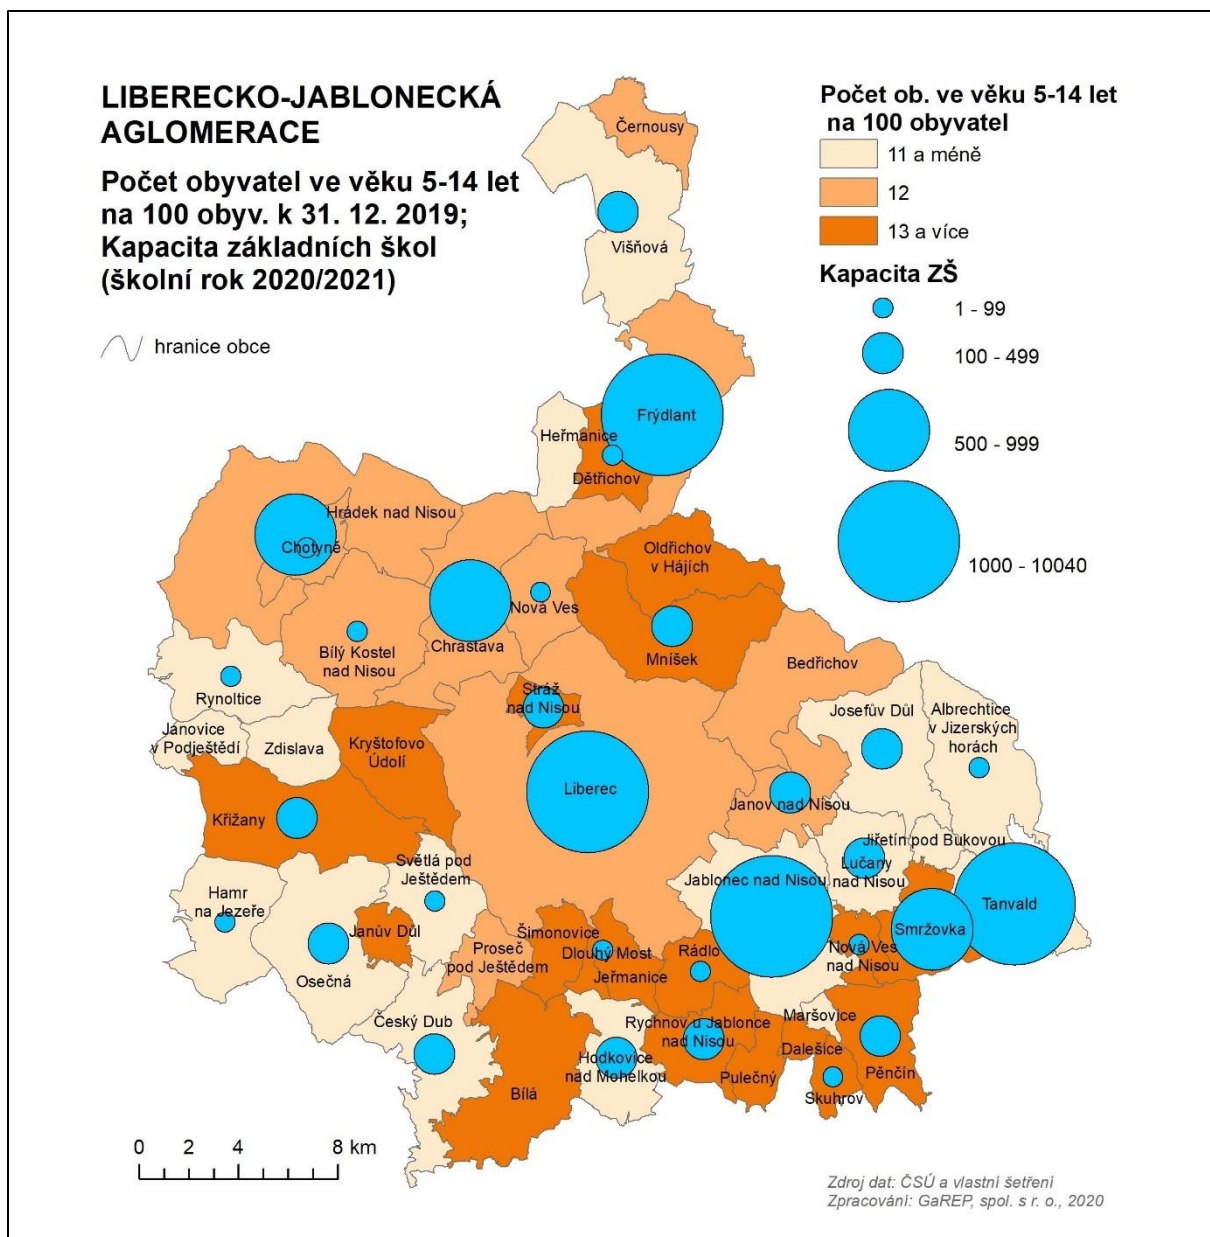 LIBERECKO-JABLONECKÁ
AGLOMERACE
Počet obyvatel ve věku 5-14 let
na 100 obyv. k 31. 12. 2019;
Kapacita základních škol
(školní rok 2020/2021)
hranice obce
Počet ob. ve věku 5-14 let
na 100 obyvatel
11 a méně
12
13 a více
Kapacita ZŠ
1 - 99
100 - 499
500 - 999
1000 - 10040
Černousy
Višňová
Frýdlant
Heřmanice
Dětřichov
Hrádek nad Nisou
Chotyně
Oldřichov
v Hájích
Nová Ves
Chrastava
Bílý Kostel
nad Nisou
Mníšek
Bedřichov
Rynoltice
Stráž
nad Nisou
Josefův Důl
Albrechtice
v Jizerských
horách
Janovice
v Podještědí
Zdislava
Kryštofovo
Údolí
Liberec
Janov nad Nisou
Křižany
Jiřetín pod Bukovou
Lučany
nad Nisou
Světlá pod
Ještědem
Hamr
na Jezeře
Jablonec nad Nisou
Tanvald
Smržovka
Janův Důl
Osečná
Proseč
pod Ještědem
Šimonovice
Dlouhý Most
Jeřmanice
Rádlo
Nová Ves
nad Nisou
Český Dub
Maršovice
Rychnov u Jablonce
nad Nisou
Hodkovice
nad Mohelkou
Dalešice
Pěnčín
Pulečný
Skuhrov
Bílá
0 2 4 8 km
Zdroj dat: ČSÚ a vlastní šetření
Zpracování: GaREP, spol. s r. o., 2020